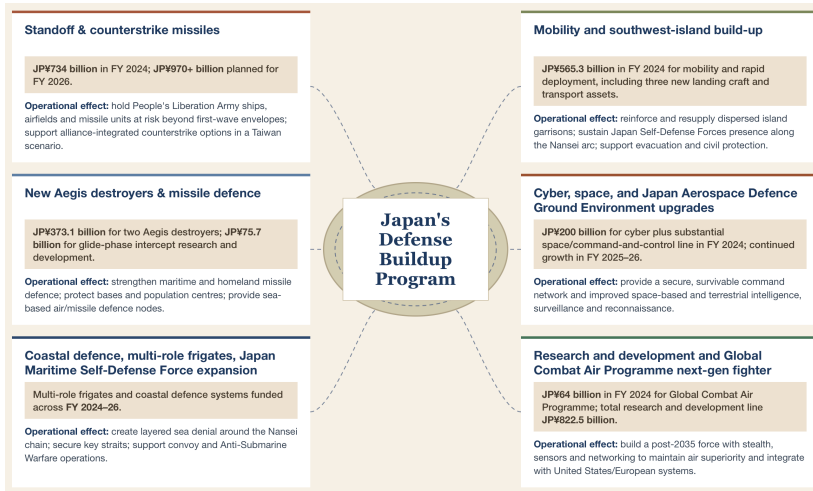 Standoff & counterstrike missiles
JP¥734 billion in FY 2024; JP¥970+ billion planned for
FY 2026.
Operational effect: hold People's Liberation Army ships,
airfields and missile units at risk beyond first-wave envelopes;
support alliance-integrated counterstrike options in a Taiwan
scenario.
New Aegis destroyers & missile defence
JP¥373.1 billion for two Aegis destroyers; JP¥75.7
billion for glide-phase intercept research and
development.
Operational effect: strengthen maritime and homeland missile
defence; protect bases and population centres; provide sea-
based air/missile defence nodes.
Coastal defence, multi-role frigates, Japan
Maritime Self-Defense Force expansion
Multi-role frigates and coastal defence systems funded
across FY 2024–26.
Operational effect: create layered sea denial around the Nansei
chain; secure key straits; support convoy and Anti-Submarine
Warfare operations.
Japan's
Defense
Buildup
Program
Mobility and southwest-island build-up
JP¥565.3 billion in FY 2024 for mobility and rapid
deployment, including three new landing craft and
transport assets.
Operational effect: reinforce and resupply dispersed island
garrisons; sustain Japan Self-Defense Forces presence along
the Nansei arc; support evacuation and civil protection.
Cyber, space, and Japan Aerospace Defence
Ground Environment upgrades
JP¥200 billion for cyber plus substantial
space/command-and-control line in FY 2024; continued
growth in FY 2025–26.
Operational effect: provide a secure, survivable command
network and improved space-based and terrestrial intelligence,
surveillance and reconnaissance.
Research and development and Global
Combat Air Programme next-gen fighter
JP¥64 billion in FY 2024 for Global Combat Air
Programme; total research and development line
JP¥822.5 billion.
Operational effect: build a post-2035 force with stealth,
sensors and networking to maintain air superiority and integrate
with United States/European systems.